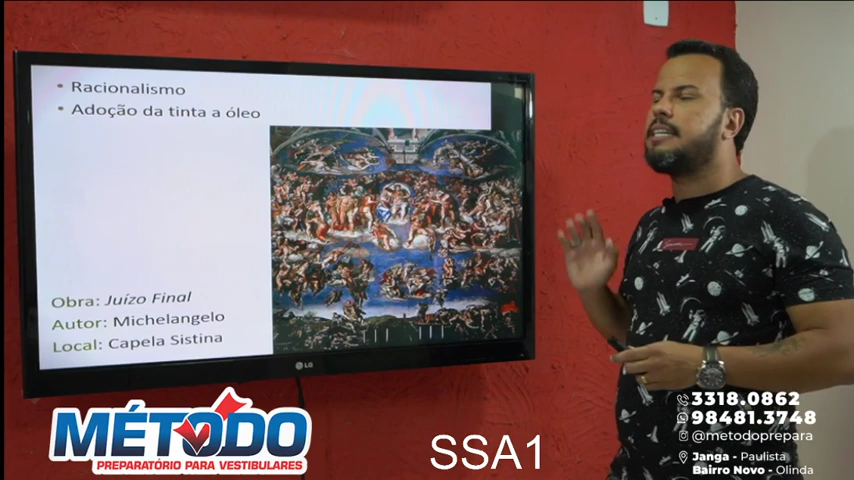 • Racionalismo
• Adoção da tinta a óleo
Obra: Juízo Final
Autor: Michelangelo
Local: Capela Sistina
LG
MÉTODO
PREPARATÓRIO PARA VESTIBULARES
SSA1
3318.0862
98481.3748
@metodoprepara
Janga - Paulista
Bairro Novo - Olinda